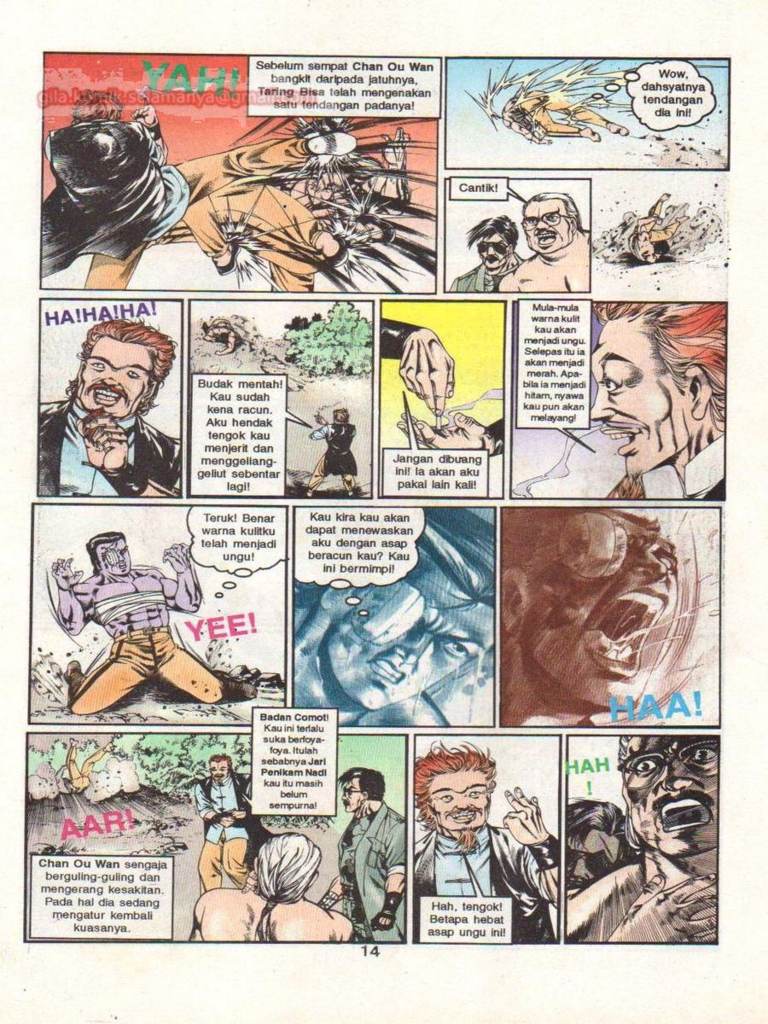 YAH!
gila.komik.selamanya@gmail.com
Sebelum sempat Chan Ou Wan
bangkit daripada jatuhnya,
Taring Bisa telah mengenakan
satu tendangan padanya!
Wow,
dahsyatnya
tendangan
dia ini!
Cantik!
HA!HA!HA!
Budak mentah!
Kau sudah
kena racun.
Aku hendak
tengok kau
menjerit dan
menggeliang-
geliut sebentar
lagi!
Jangan dibuang
ini! Ia akan aku
pakai lain kali!
Mula-mula
warna kulit
kau akan
menjadi ungu.
Selepas itu ia
akan menjadi
merah. Apa-
bila ia menjadi
hitam, nyawa
kau pun akan
melayang!
Teruk! Benar
warna kulitku
telah menjadi
ungu!
YEE!
Kau kira kau akan
dapat menewaskan
aku dengan asap
beracun kau? Kau
ini bermimpi!
HAA!
Badan Comot!
Kau ini terlalu
suka berfoya-
foya. Itulah
sebabnya Jari
Penikam Nadi
kau itu masih
belum
sempurna!
AAR!
Chan Ou Wan sengaja
berguling-guling dan
mengerang kesakitan.
Pada hal dia sedang
mengatur kembali
kuasanya.
Hah, tengok!
Betapa hebat
asap ungu ini!
HAH
!
14